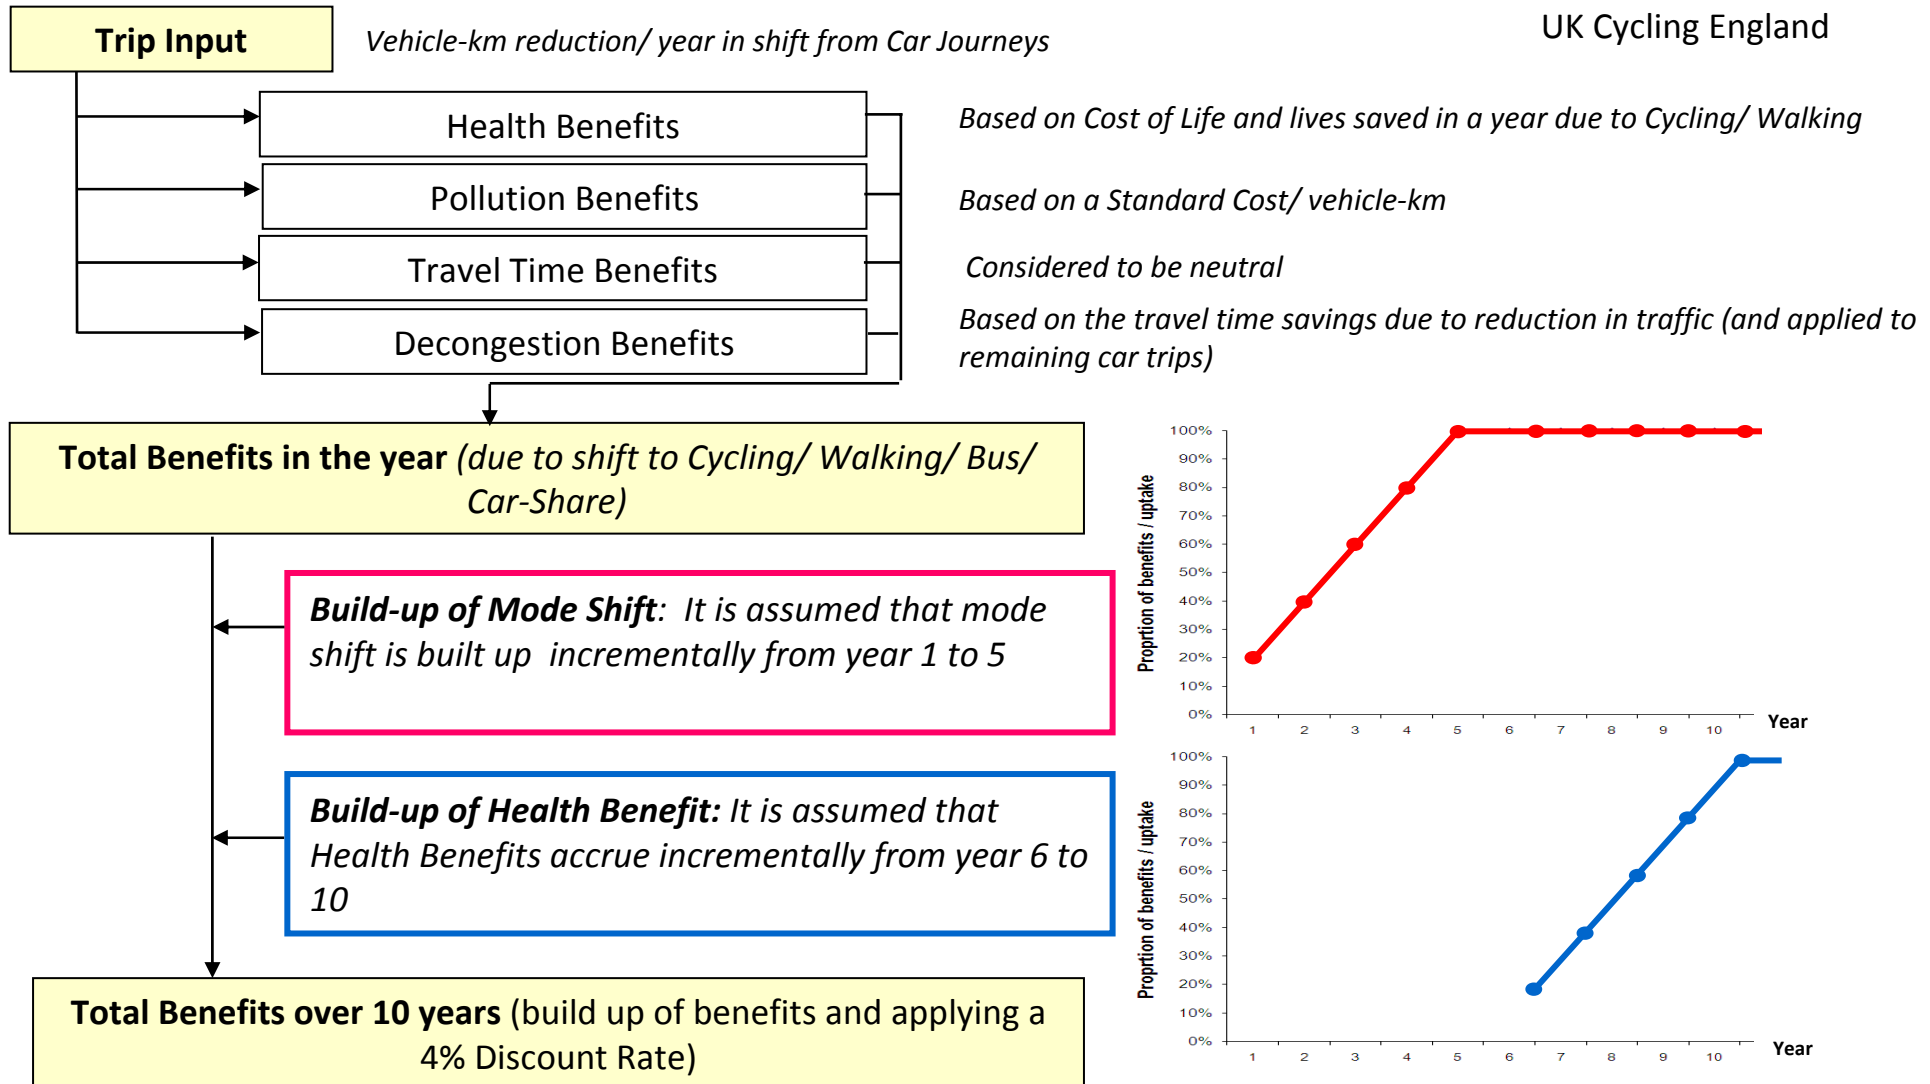 Trip Input
Vehicle-km reduction/ year in shift from Car Journeys
UK Cycling England
Health Benefits
Based on Cost of Life and lives saved in a year due to Cycling/ Walking
Pollution Benefits
Based on a Standard Cost/ vehicle-km
Travel Time Benefits
Considered to be neutral
Decongestion Benefits
Based on the travel time savings due to reduction in traffic (and applied to
remaining car trips)
Total Benefits in the year (due to shift to Cycling/ Walking/ Bus/
Car-Share)
Build-up of Mode Shift: It is assumed that mode
shift is built up incrementally from year 1 to 5
Proprtion of benefits / uptake
100%
90%
80%
70%
60%
50%
40%
30%
20%
10%
0%
1 2 3 4 5 6 7 8 9 10
Year
Build-up of Health Benefit: It is assumed that
Health Benefits accrue incrementally from year 6 to
10
Proprtion of benefits / uptake
100%
90%
80%
70%
60%
50%
40%
30%
20%
10%
0%
1 2 3 4 5 6 7 8 9 10
Year
Total Benefits over 10 years (build up of benefits and applying a
4% Discount Rate)